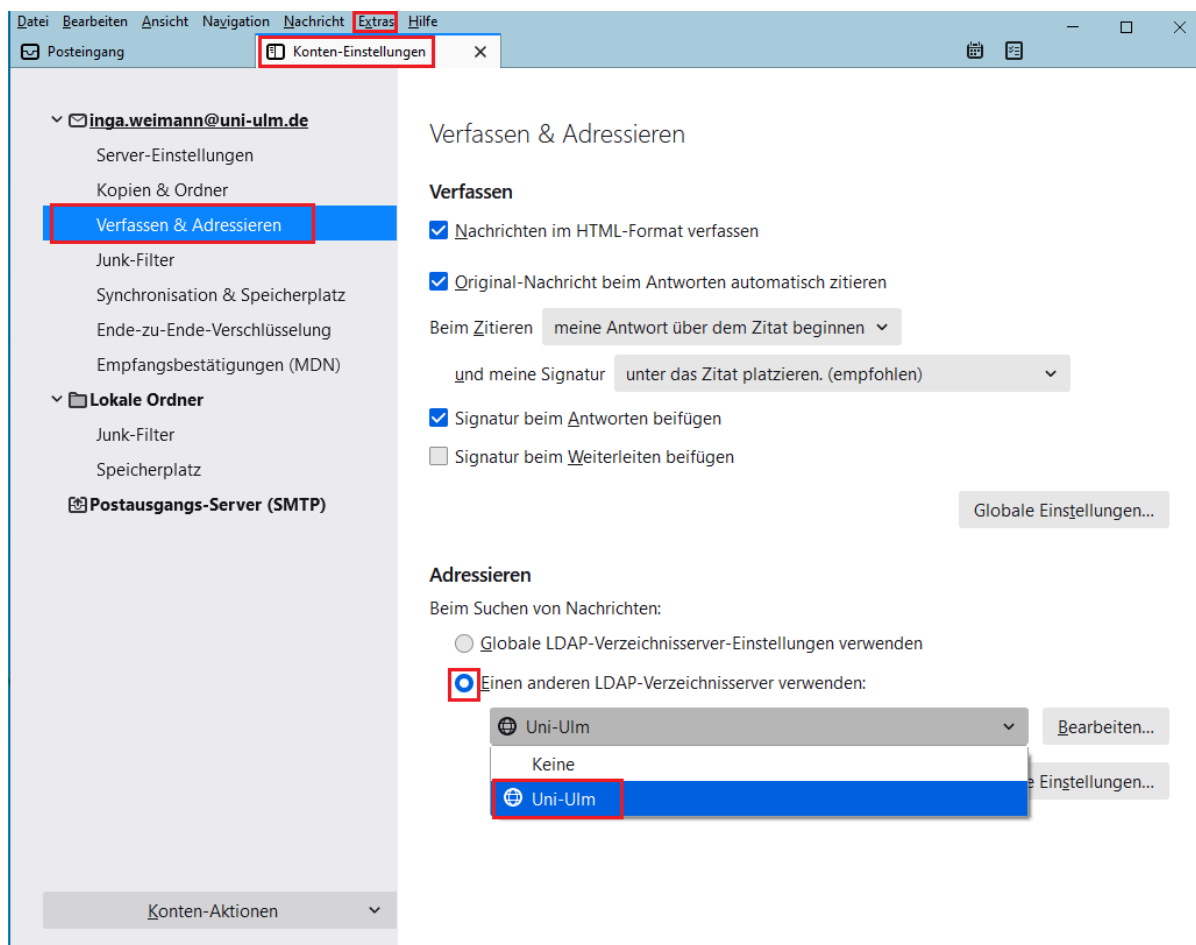 Datei Bearbeiten Ansicht Navigation Nachricht Extras Hilfe
Posteingang
Konten-Einstellungen
inga.weimann@uni-ulm.de
Server-Einstellungen
Kopien & Ordner
Verfassen & Adressieren
Junk-Filter
Synchronisation & Speicherplatz
Ende-zu-Ende-Verschlüsselung
Empfangsbestätigungen (MDN)
Lokale Ordner
Junk-Filter
Speicherplatz
Postausgangs-Server (SMTP)
Konten-Aktionen
Verfassen & Adressieren
Verfassen
Nachrichten im HTML-Format verfassen
Original-Nachricht beim Antworten automatisch zitieren
Beim Zitieren meine Antwort über dem Zitat beginnen
und meine Signatur unter das Zitat platzieren. (empfohlen)
Signatur beim Antworten beifügen
Signatur beim Weiterleiten beifügen
Globale Einstellungen...
Adressieren
Beim Suchen von Nachrichten:
Globale LDAP-Verzeichnisserver-Einstellungen verwenden
Einen anderen LDAP-Verzeichnisserver verwenden:
Uni-Ulm Bearbeiten...
Keine
e Einstellungen...
Uni-Ulm